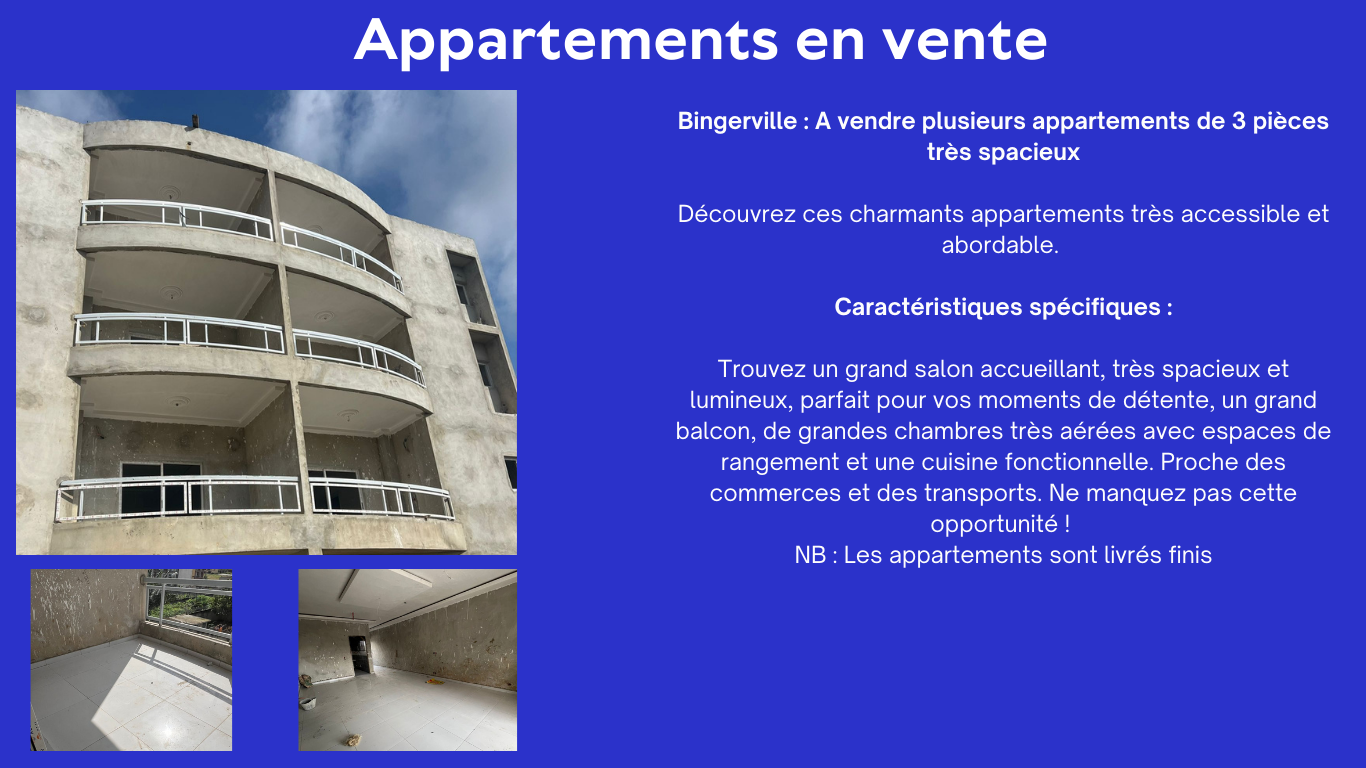 Appartements en vente
Bingerville : A vendre plusieurs appartements de 3 pièces
très spacieux
Découvrez ces charmants appartements très accessible et
abordable.
Caractéristiques spécifiques :
Trouvez un grand salon accueillant, très spacieux et
lumineux, parfait pour vos moments de détente, un grand
balcon, de grandes chambres très aérées avec espaces de
rangement et une cuisine fonctionnelle. Proche des
commerces et des transports. Ne manquez pas cette
opportunité !
NB : Les appartements sont livrés finis